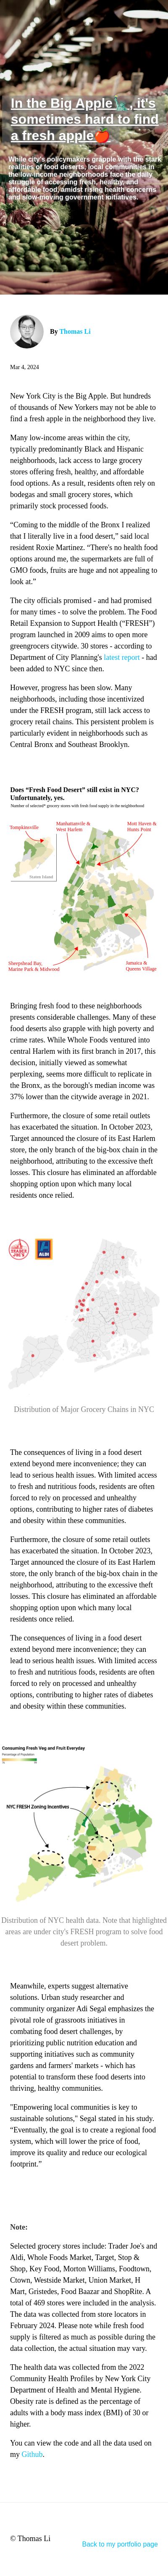 In the Big Apple🗽, it's
sometimes hard to find
a fresh apple🍎
While city's policymakers grapple with the stark
realities of food deserts, local communities in
the low-income neighborhoods face the daily
struggle of accessing fresh, healthy, and
affordable food, amidst rising health concerns
and slow-moving government initiatives.
By Thomas Li
Mar 4, 2024
New York City is the Big Apple. But hundreds
of thousands of New Yorkers may not be able to
find a fresh apple in the neighborhood they live.
Many low-income areas within the city,
typically predominantly Black and Hispanic
neighborhoods, lack access to large grocery
stores offering fresh, healthy, and affordable
food options. As a result, residents often rely on
bodegas and small grocery stores, which
primarily stock processed foods.
“Coming to the middle of the Bronx I realized
that I literally live in a food desert,” said local
resident Roxie Martinez. “There's no health food
options around me, the supermarkets are full of
GMO foods, fruits are huge and not appealing to
look at.”
The city officials promised - and had promised
for many times - to solve the problem. The Food
Retail Expansion to Support Health (“FRESH”)
program launched in 2009 aims to open more
greengrocers citywide. 30 stores - according to
Department of City Planning's latest report - had
been added to NYC since then.
However, progress has been slow. Many
neighborhoods, including those incentivized
under the FRESH program, still lack access to
grocery retail chains. This persistent problem is
particularly evident in neighborhoods such as
Central Bronx and Southeast Brooklyn.
Does “Fresh Food Desert” still exist in NYC?
Unfortunately, yes.
Number of selected* grocery stores with fresh food supply in the neighborhood
Tompkinsville
Manhattanville &
West Harlem
Mott Haven &
Hunts Point
Staten Island
Sheepshead Bay,
Marine Park & Midwood
Jamaica &
Queens Village
Bringing fresh food to these neighborhoods
presents considerable challenges. Many of these
food deserts also grapple with high poverty and
crime rates. While Whole Foods ventured into
central Harlem with its first branch in 2017, this
decision, initially viewed as somewhat
perplexing, seems more difficult to replicate in
the Bronx, as the borough's median income was
37% lower than the citywide average in 2021.
Furthermore, the closure of some retail outlets
has exacerbated the situation. In October 2023,
Target announced the closure of its East Harlem
store, the only branch of the big-box chain in the
neighborhood, attributing to the excessive theft
losses. This closure has eliminated an affordable
shopping option upon which many local
residents once relied.
TRADER
JOE'S
ALDI
Distribution of Major Grocery Chains in NYC
The consequences of living in a food desert
extend beyond mere inconvenience; they can
lead to serious health issues. With limited access
to fresh and nutritious foods, residents are often
forced to rely on processed and unhealthy
options, contributing to higher rates of diabetes
and obesity within these communities.
Furthermore, the closure of some retail outlets
has exacerbated the situation. In October 2023,
Target announced the closure of its East Harlem
store, the only branch of the big-box chain in the
neighborhood, attributing to the excessive theft
losses. This closure has eliminated an affordable
shopping option upon which many local
residents once relied.
The consequences of living in a food desert
extend beyond mere inconvenience; they can
lead to serious health issues. With limited access
to fresh and nutritious foods, residents are often
forced to rely on processed and unhealthy
options, contributing to higher rates of diabetes
and obesity within these communities.
Consuming Fresh Veg and Fruit Everyday
Percentage of Population
NYC FRESH Zoning Incentives
Distribution of NYC health data. Note that highlighted
areas are under city's FRESH program to solve food
desert problem.
Meanwhile, experts suggest alternative
solutions. Urban study researcher and
community organizer Adi Segal emphasizes the
pivotal role of grassroots initiatives in
combating food desert challenges, by
prioritizing public nutrition education and
supporting initiatives such as community
gardens and farmers' markets - which has
potential to transform these food deserts into
thriving, healthy communities.
"Empowering local communities is key to
sustainable solutions," Segal stated in his study.
“Eventually, the goal is to create a regional food
system, which will lower the price of food,
improve its quality and reduce our ecological
footprint.”
Note:
Selected grocery stores include: Trader Joe's and
Aldi, Whole Foods Market, Target, Stop &
Shop, Key Food, Morton Williams, Foodtown,
Ctown, Westside Market, Union Market, H
Mart, Gristedes, Food Bazaar and ShopRite. A
total of 469 stores were included in the analysis.
The data was collected from store locators in
February 2024. Please note while fresh food
supply is filtered as much as possible during the
data collection, the actual situation may vary.
The health data was collected from the 2022
Community Health Profiles by New York City
Department of Health and Mental Hygiene.
Obesity rate is defined as the percentage of
adults with a body mass index (BMI) of 30 or
higher.
You can view the code and all the data used on
my Github.
© Thomas Li
Back to my portfolio page